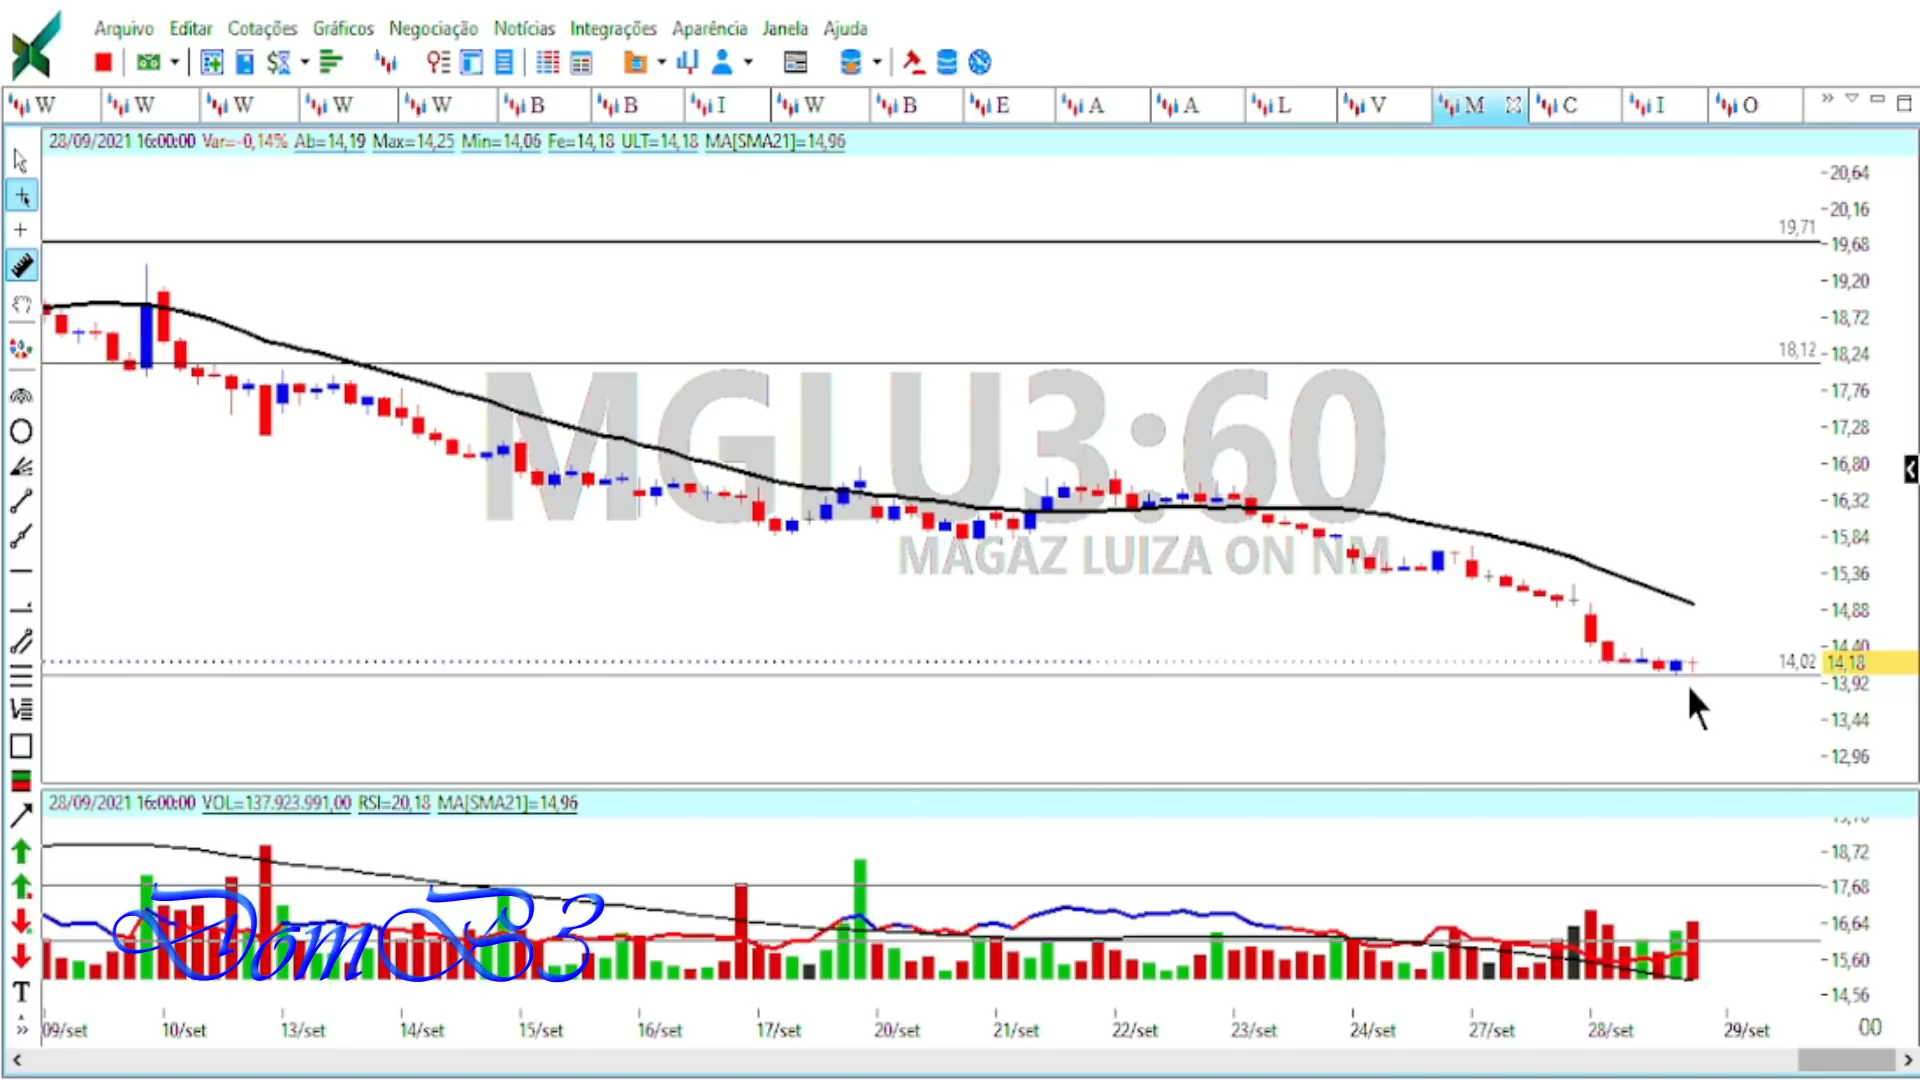 Arquivo Editar Cotações Gráficos Negociação Notícias Integrações Aparência Janela Ajuda
W W W W W B B I W B E A A L V M C I O
28/09/2021 16:00:00 Var=-0,14% Ab=14,19 Max=14,25 Min=14,06 Fe=14,18 ULT=14,18 MA[SMA21]=14,96
20,64
20,16
19,71
19,68
19,20
18,72
18,12
18,24
17,76
17,28
16,80
16,32
15,84
15,36
14,88
14,40
14,02
14,18
13,92
13,44
12,96
MGLU3:60
MAGAZ LUIZA ON NM
28/09/2021 16:00:00 VOL=137.923.991,00 RSI=20,18 MA[SMA21]=14,96
18,72
17,68
16,64
15,60
14,56
DomB3
T
09/set 10/set 13/set 14/set 15/set 16/set 17/set 20/set 21/set 22/set 23/set 24/set 27/set 28/set 29/set 00